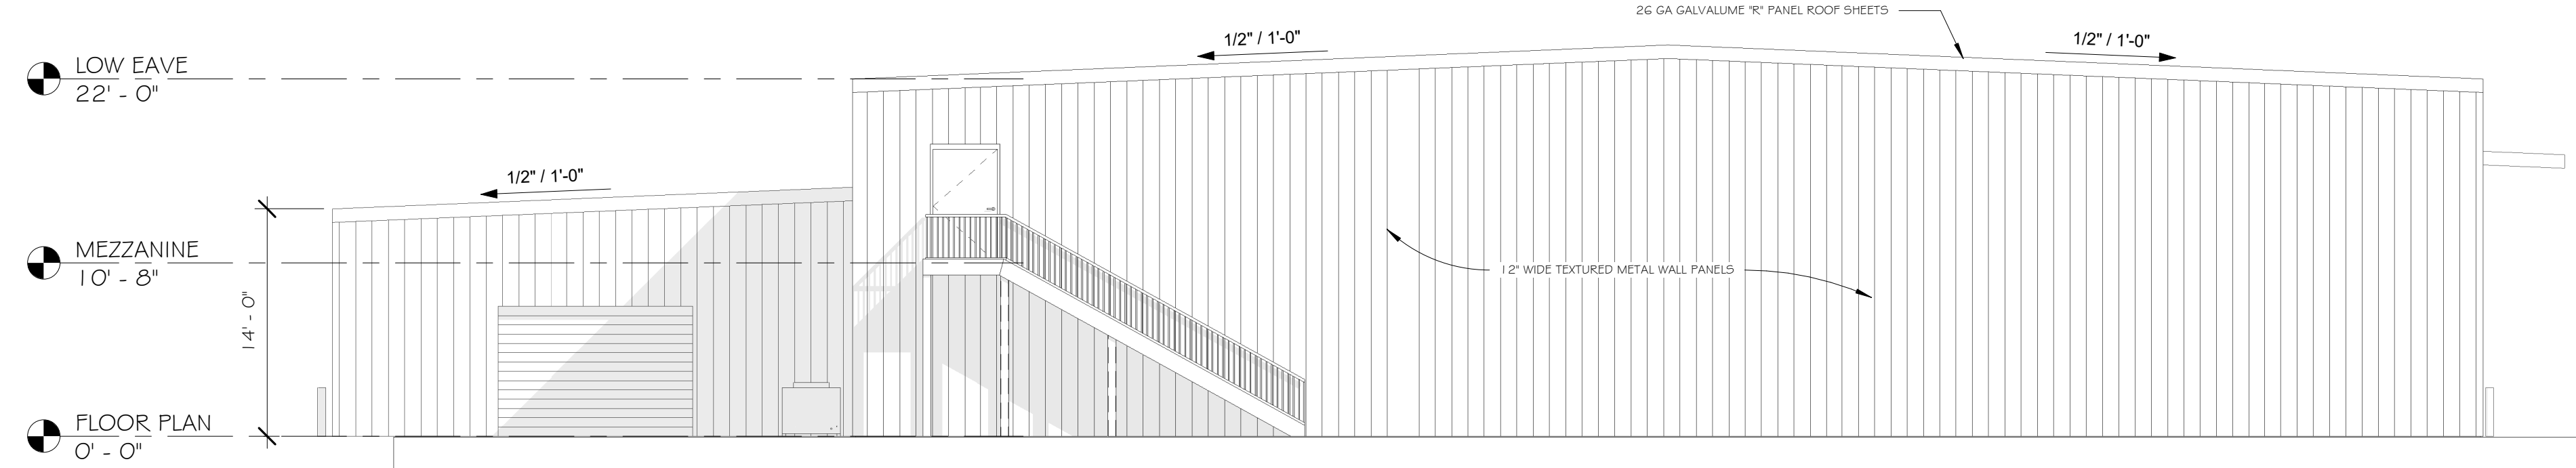 26 GA GALVALUME "R" PANEL ROOF SHEETS
1/2" / 1'-0"
1/2" / 1'-0"
LOW EAVE
22' - 0"
1/2" / 1'-0"
MEZZANINE
10' - 8"
12" WIDE TEXTURED METAL WALL PANELS
14' - 0"
FLOOR PLAN
0' - 0"